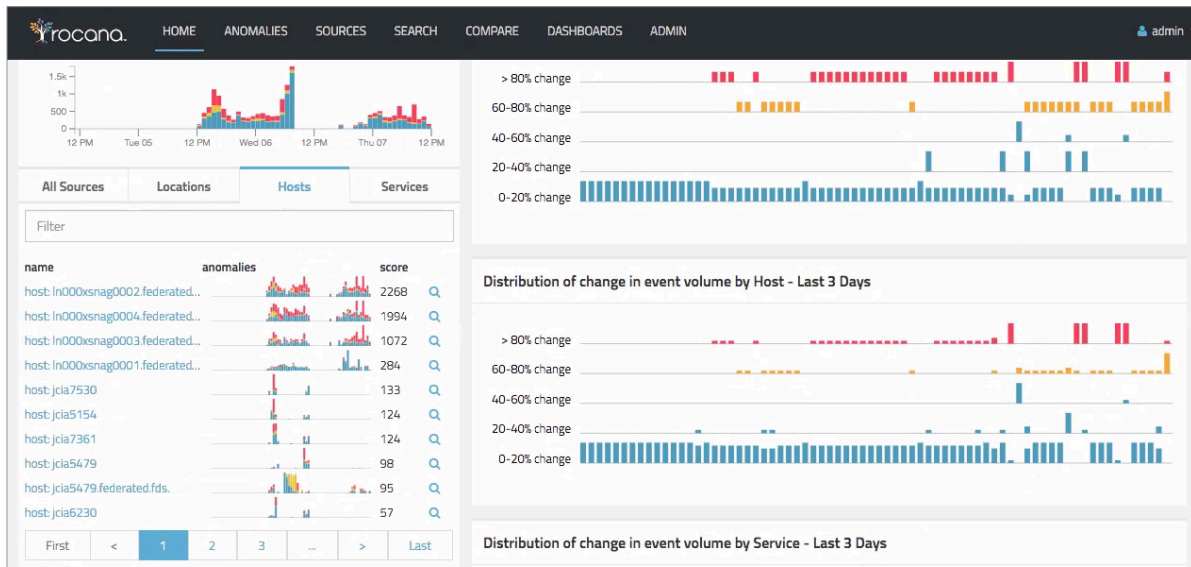 rocana.
HOME ANOMALIES SOURCES SEARCH COMPARE DASHBOARDS ADMIN
admin
1.5k
1k
500
0
12 PM Tue 05 12 PM Wed 06 12 PM Thu 07 12 PM
All Sources Locations Hosts Services
Filter
name anomalies score
host: ln000xsnag0002.federated... 2268
host: ln000xsnag0004.federated... 1994
host: ln000xsnag0003.federated... 1072
host: ln000xsnag0001.federated... 284
host: jcia7530 133
host: jcia5154 124
host: jcia7361 124
host: jcia5479 98
host: jcia5479.federated.fds. 95
host: jcia6230 57
First < 1 2 3 ... > Last
> 80% change
60-80% change
40-60% change
20-40% change
0-20% change
Distribution of change in event volume by Host - Last 3 Days
> 80% change
60-80% change
40-60% change
20-40% change
0-20% change
Distribution of change in event volume by Service - Last 3 Days